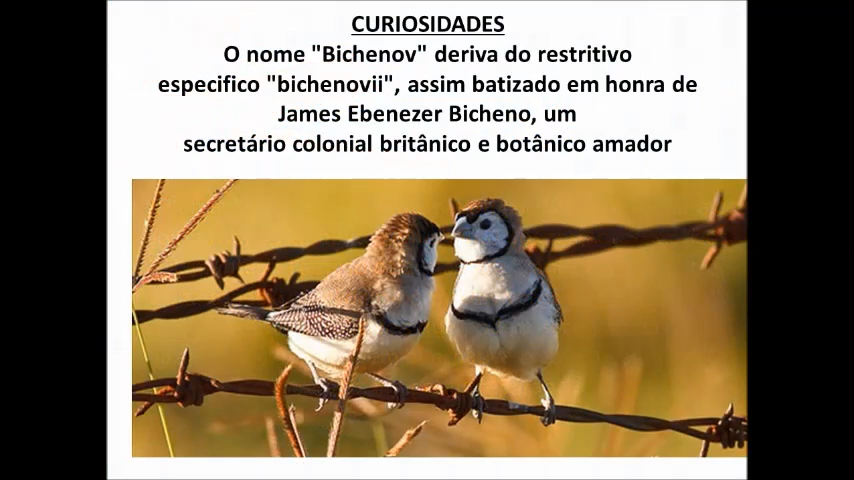 CURIOSIDADES
O nome "Bichenov" deriva do restritivo
especifico "bichenovii", assim batizado em honra de
James Ebenezer Bicheno, um
secretário colonial britânico e botânico amador